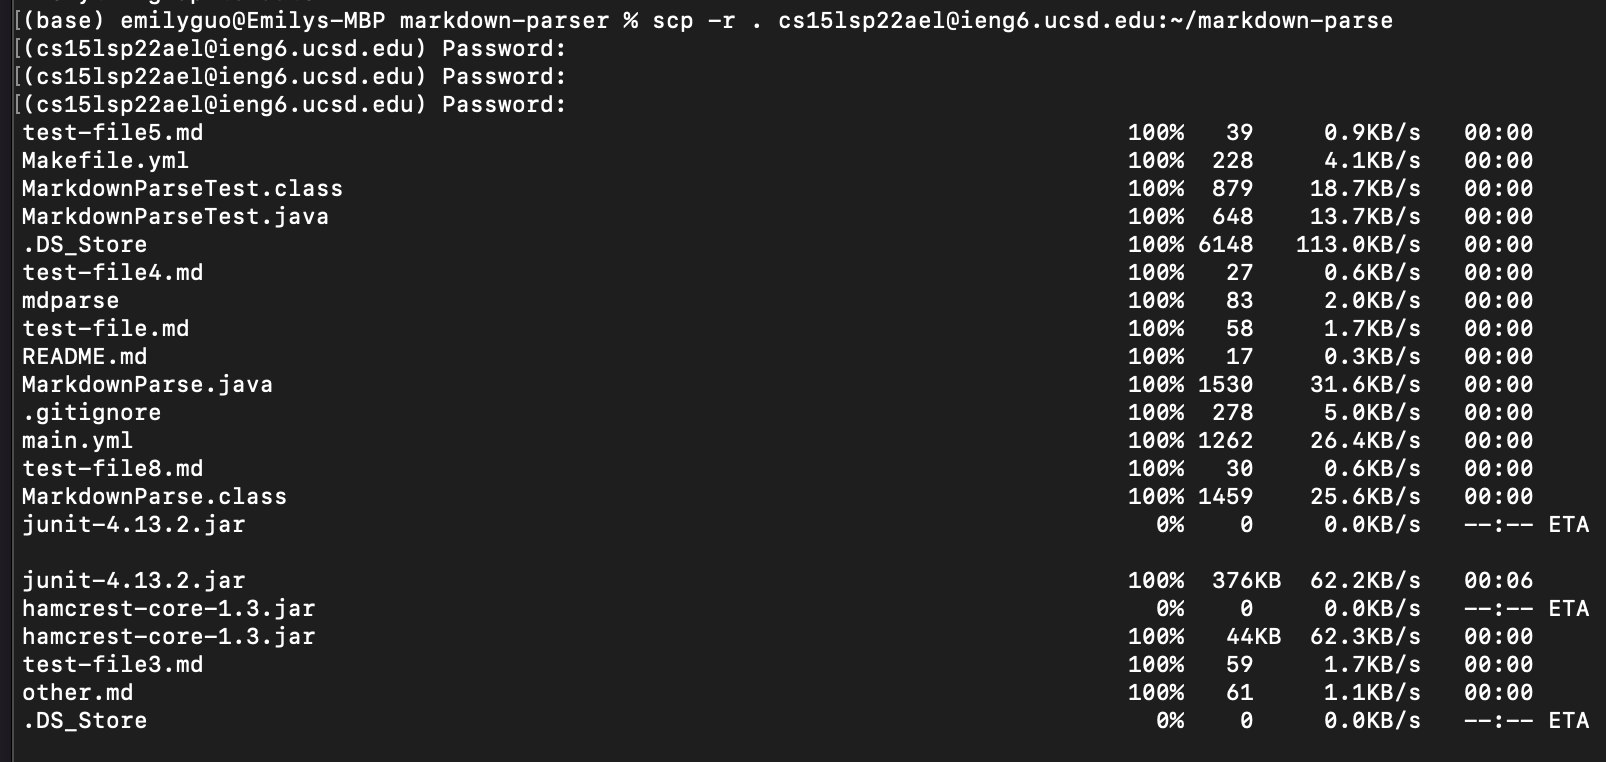 [(base) emilyguo@Emilys-MBP markdown-parser % scp -r . cs15lsp22ael@ieng6.ucsd.edu:~/markdown-parse
[(cs15lsp22ael@ieng6.ucsd.edu) Password:
[(cs15lsp22ael@ieng6.ucsd.edu) Password:
[(cs15lsp22ael@ieng6.ucsd.edu) Password:
test-file5.md 100% 39 0.9KB/s 00:00
Makefile.yml 100% 228 4.1KB/s 00:00
MarkdownParseTest.class 100% 879 18.7KB/s 00:00
MarkdownParseTest.java 100% 648 13.7KB/s 00:00
.DS_Store 100% 6148 113.0KB/s 00:00
test-file4.md 100% 27 0.6KB/s 00:00
mdparse 100% 83 2.0KB/s 00:00
test-file.md 100% 58 1.7KB/s 00:00
README.md 100% 17 0.3KB/s 00:00
MarkdownParse.java 100% 1530 31.6KB/s 00:00
.gitignore 100% 278 5.0KB/s 00:00
main.yml 100% 1262 26.4KB/s 00:00
test-file8.md 100% 30 0.6KB/s 00:00
MarkdownParse.class 100% 1459 25.6KB/s 00:00
junit-4.13.2.jar 0% 0 0.0KB/s --:-- ETA
junit-4.13.2.jar 100% 376KB 62.2KB/s 00:06
hamcrest-core-1.3.jar 0% 0 0.0KB/s --:-- ETA
hamcrest-core-1.3.jar 100% 44KB 62.3KB/s 00:00
test-file3.md 100% 59 1.7KB/s 00:00
other.md 100% 61 1.1KB/s 00:00
.DS_Store 0% 0 0.0KB/s --:-- ETA